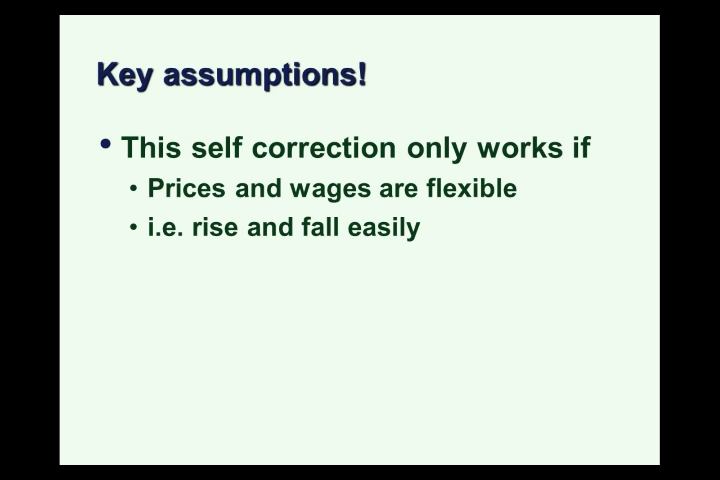 Key assumptions!
• This self correction only works if
• Prices and wages are flexible
• i.e. rise and fall easily